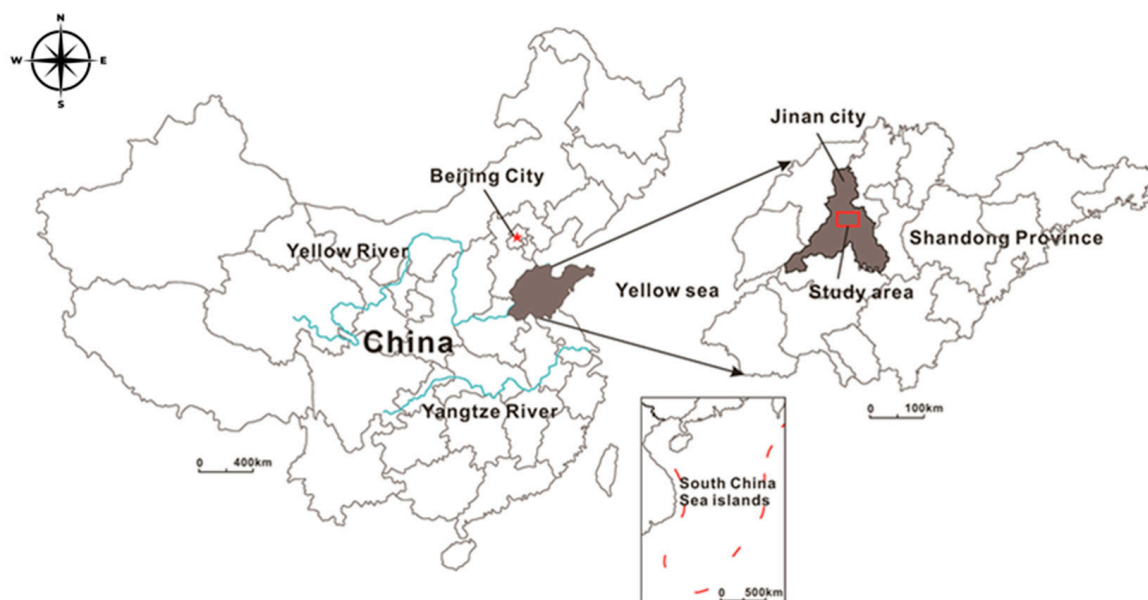 N
W
E
S
Jinan city
Beijing City
Yellow River
Shandong Province
Yellow sea
Study area
China
Yangtze River
0 100km
0 400km
South China
Sea islands
0 500km